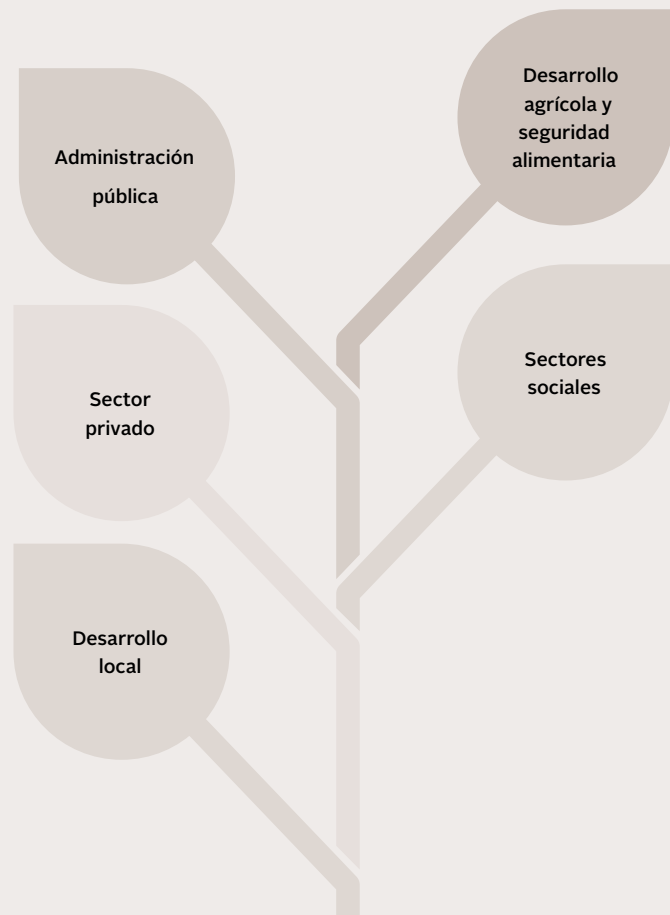 Desarrollo
agrícola y
seguridad
alimentaria
Administración
pública
Sectores
sociales
Sector
privado
Desarrollo
local